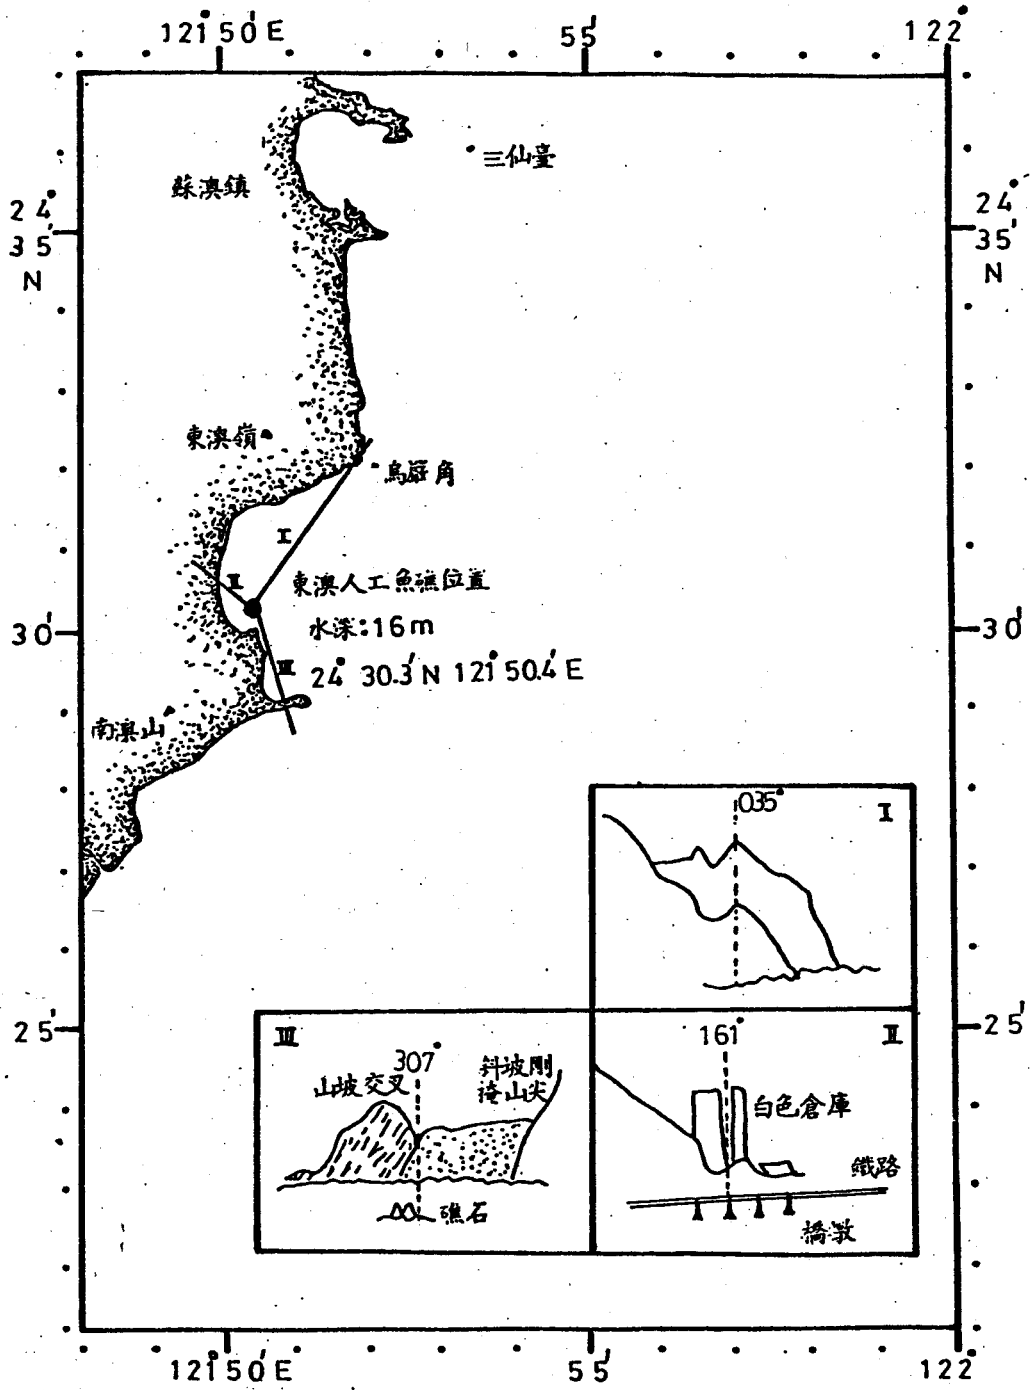 121°50'E
55'
122°
三仙臺
蘇澳鎮
24°
35'
N
24°
35'
N
東澳嶺
烏巖角
I
II
東澳人工魚礁位置
水深:16m
30'
30'
III
24° 30.3'N 121° 50.4'E
南澳山
035°
I
25'
25'
III
307°
山坡交叉
斜坡剛
掩山尖
礁石
161°
II
白色倉庫
鐵路
橋墩
121°50'E
55'
122°